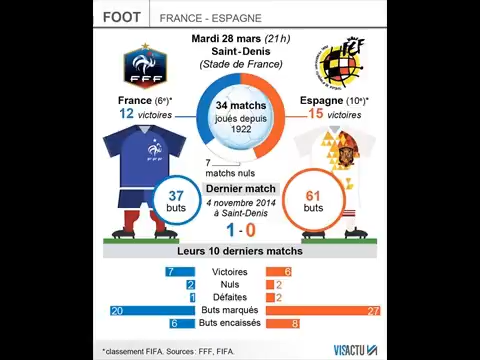 FOOT FRANCE - ESPAGNE
Mardi 28 mars (21h)
Saint-Denis
(Stade de France)
FFF
France (6e)*
12 victoires
34 matchs
joués depuis
1922
Espagne (10e)*
15 victoires
7
matchs nuls
FFF
37
buts
Dernier match
4 novembre 2014
à Saint-Denis
1 - 0
61
buts
Leurs 10 derniers matchs
7 Victoires 6
2 Nuls 2
1 Défaites 2
20 Buts marqués 27
6 Buts encaissés 8
*classement FIFA. Sources : FFF, FIFA.
VISACTU